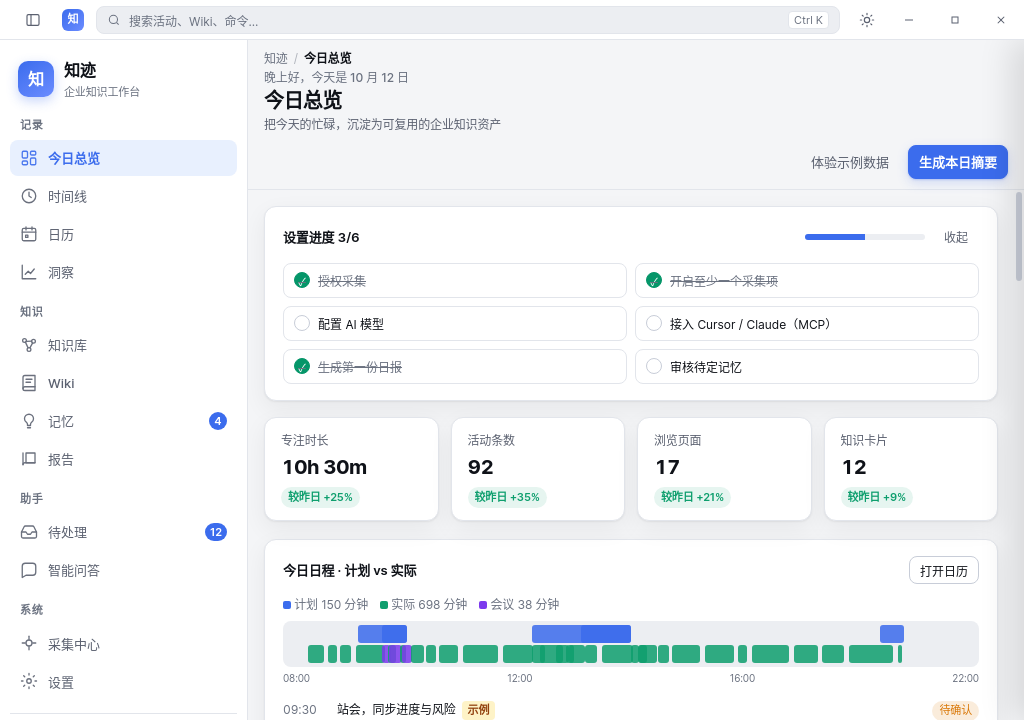 知
搜索活动、Wiki、命令...
Ctrl K
知
知迹
企业知识工作台
记录
今日总览
时间线
日历
洞察
知识
知识库
Wiki
记忆
4
报告
助手
待处理
12
智能问答
系统
采集中心
设置
知迹 / 今日总览
晚上好，今天是 10 月 12 日
今日总览
把今天的忙碌，沉淀为可复用的企业知识资产
体验示例数据
生成本日摘要
设置进度 3/6
收起
授权采集
开启至少一个采集项
配置 AI 模型
接入 Cursor / Claude（MCP）
生成第一份日报
审核待定记忆
专注时长
10h 30m
较昨日 +25%
活动条数
92
较昨日 +35%
浏览页面
17
较昨日 +21%
知识卡片
12
较昨日 +9%
今日日程 · 计划 vs 实际
打开日历
计划 150 分钟
实际 698 分钟
会议 38 分钟
08:00
12:00
16:00
22:00
09:30
站会，同步进度与风险
示例
待确认